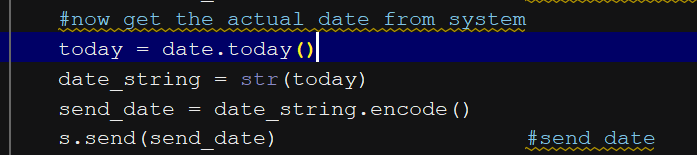 #now get the actual date from system
today = date.today()
date_string = str(today)
send_date = date_string.encode()
s.send(send_date) #send date